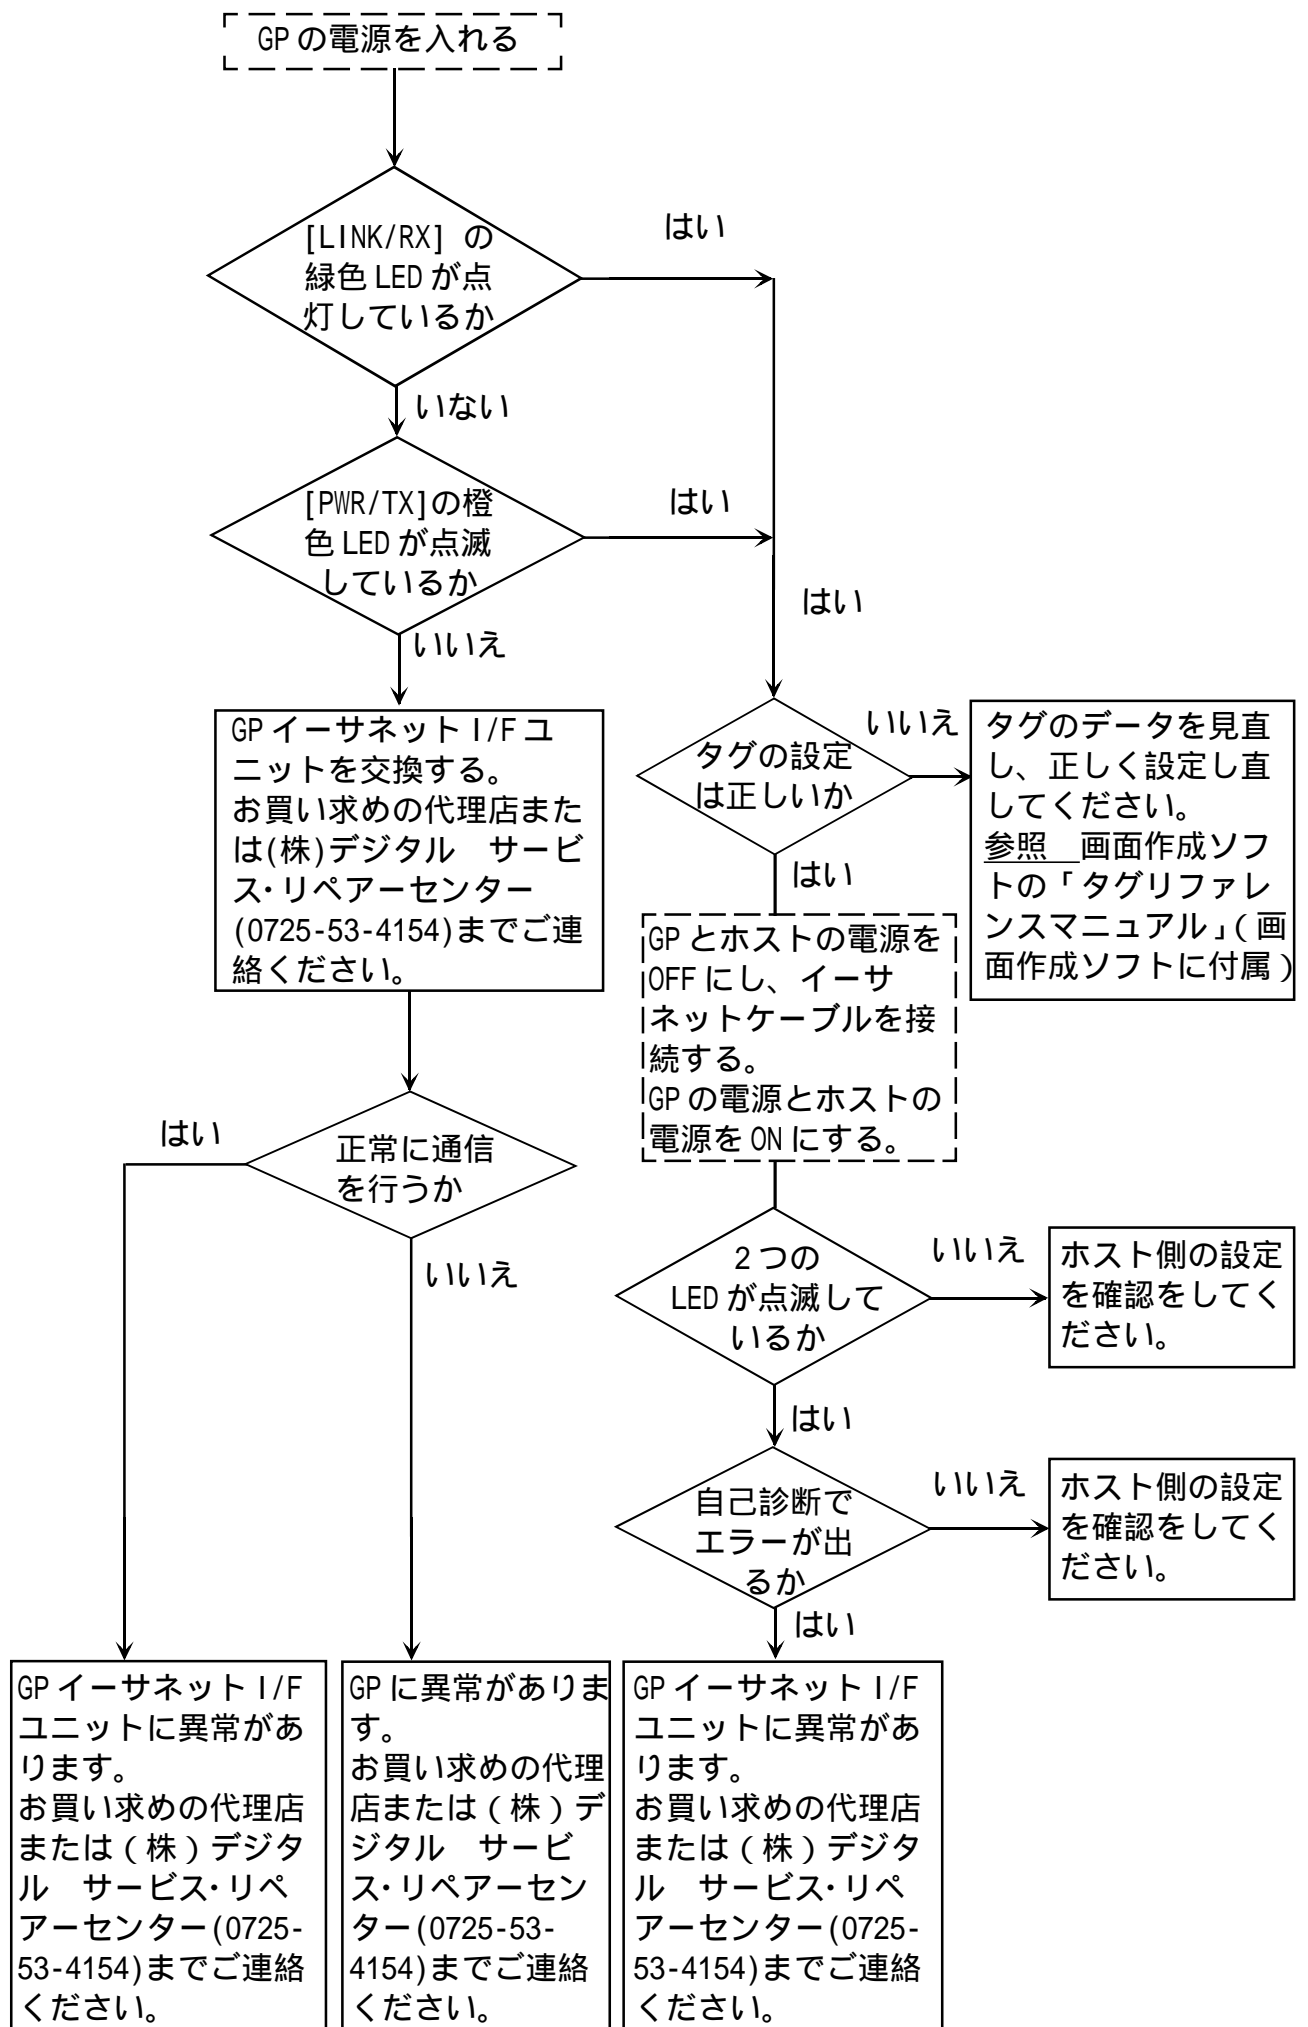 GPの電源を入れる
[LINK/RX] の
緑色LEDが点
灯しているか
はい
いない
[PWR/TX]の橙
色LEDが点滅
しているか
はい
はい
いいえ
GPイーサネットI/Fユ
ニットを交換する。
お買い求めの代理店また
は(株)デジタル　サービ
ス・リペアーセンター
(0725-53-4154)までご連
絡ください。
タグの設定
は正しいか
いいえ
タグのデータを見直
し、正しく設定し直
してください。
参照　画面作成ソフ
トの「タグリファレ
ンスマニュアル」(画
面作成ソフトに付属)
はい
GPとホストの電源を
OFFにし、イーサ
ネットケーブルを接
続する。
GPの電源とホストの
電源をONにする。
はい
正常に通信
を行うか
いいえ
2つの
LEDが点滅して
いるか
いいえ
ホスト側の設定
を確認をしてく
ださい。
はい
自己診断で
エラーが出
るか
いいえ
ホスト側の設定
を確認をしてく
ださい。
はい
GPイーサネットI/F
ユニットに異常があ
ります。
お買い求めの代理店
または(株)デジタ
ル　サービス・リペ
アーセンター(0725-
53-4154)までご連絡
ください。
GPに異常がありま
す。
お買い求めの代理
店または(株)デ
ジタル　サービ
ス・リペアーセン
ター(0725-53-
4154)までご連絡
ください。
GPイーサネットI/F
ユニットに異常があ
ります。
お買い求めの代理店
または(株)デジタ
ル　サービス・リペ
アーセンター(0725-
53-4154)までご連絡
ください。